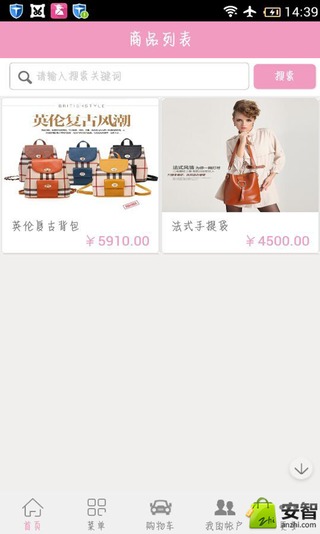 14:39
商品列表
请输入搜索关键词
搜索
BRITISH STYLE
英伦复古风潮
法式风情
英伦复古背包
法式手提袋
￥5910.00
￥4500.00
首页
菜单
购物车
我的帐户
安智
anzhi.com
zhi